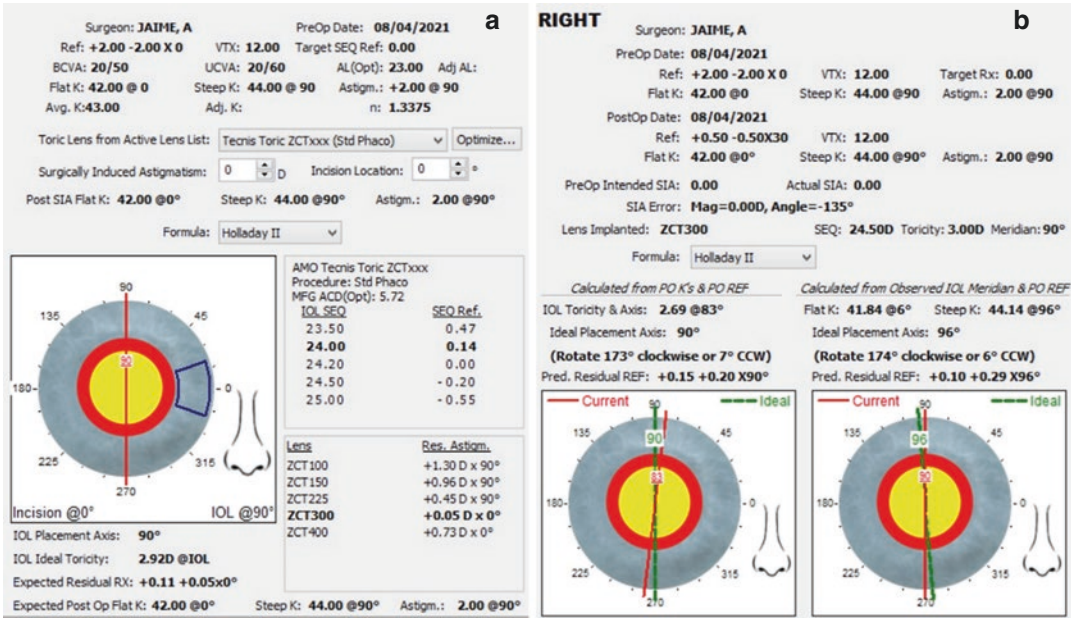 a
Surgeon: JAIME, A PreOp Date: 08/04/2021
Ref: +2.00 -2.00 X 0 VTX: 12.00 Target SEQ Ref: 0.00
BCVA: 20/50 UCVA: 20/60 AL(Opt): 23.00 Adj AL:
Flat K: 42.00 @ 0 Steep K: 44.00 @ 90 Astigm.: +2.00 @ 90
Avg. K:43.00 Adj. K: n: 1.3375
Toric Lens from Active Lens List: Tecnis Toric ZCTxxx (Std Phaco) Optimize...
Surgically Induced Astigmatism: 0 D Incision Location: 0 °
Post SIA Flat K: 42.00 @0° Steep K: 44.00 @90° Astigm.: 2.00 @90°
Formula: Holladay II
90
135 45
90
180 0
225 315
270
Incision @0° IOL @90°
AMO Tecnis Toric ZCTxxx
Procedure: Std Phaco
MFG ACD(Opt): 5.72
IOL SEQ SEQ Ref.
23.50 0.47
24.00 0.14
24.20 0.00
24.50 - 0.20
25.00 - 0.55
Lens Res. Astigm.
ZCT100 +1.30 D x 90°
ZCT150 +0.96 D x 90°
ZCT225 +0.45 D x 90°
ZCT300 +0.05 D x 0°
ZCT400 +0.73 D x 0°
IOL Placement Axis: 90°
IOL Ideal Toricity: 2.92D @IOL
Expected Residual RX: +0.11 +0.05x0°
Expected Post Op Flat K: 42.00 @0° Steep K: 44.00 @90° Astigm.: 2.00 @90°
RIGHT b
Surgeon: JAIME, A
PreOp Date: 08/04/2021
Ref: +2.00 -2.00 X 0 VTX: 12.00 Target Rx: 0.00
Flat K: 42.00 @0 Steep K: 44.00 @90 Astigm.: 2.00 @90
PostOp Date: 08/04/2021
Ref: +0.50 -0.50X30 VTX: 12.00
Flat K: 42.00 @0° Steep K: 44.00 @90° Astigm.: 2.00 @90
PreOp Intended SIA: 0.00 Actual SIA: 0.00
SIA Error: Mag=0.00D, Angle=-135°
Lens Implanted: ZCT300 SEQ: 24.50D Toricity: 3.00D Meridian: 90°
Formula: Holladay II
Calculated from PO K's & PO REF
IOL Toricity & Axis: 2.69 @83°
Ideal Placement Axis: 90°
(Rotate 173° clockwise or 7° CCW)
Pred. Residual REF: +0.15 +0.20 X90°
Current 90 Ideal
135 45
90
83
180 0
225 315
270
Calculated from Observed IOL Meridian & PO REF
Flat K: 41.84 @6° Steep K: 44.14 @96°
Ideal Placement Axis: 96°
(Rotate 174° clockwise or 6° CCW)
Pred. Residual REF: +0.10 +0.29 X96°
Current 90 Ideal
135 45
96
90
180 0
225 315
270